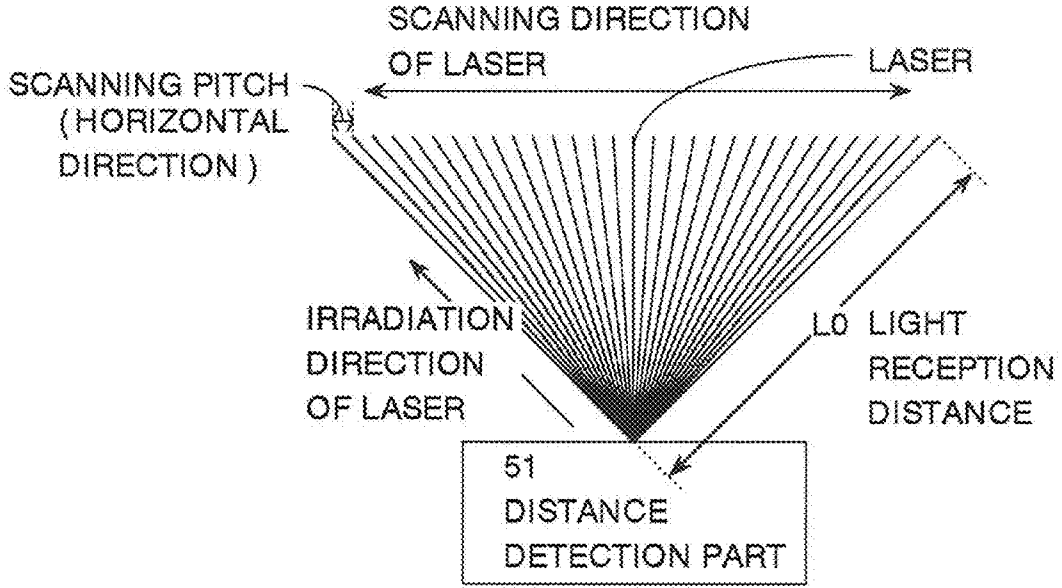 SCANNING DIRECTION
OF LASER
LASER
SCANNING PITCH
( HORIZONTAL
DIRECTION )
IRRADIATION
DIRECTION
OF LASER
L0 LIGHT
RECEPTION
DISTANCE
51
DISTANCE
DETECTION PART